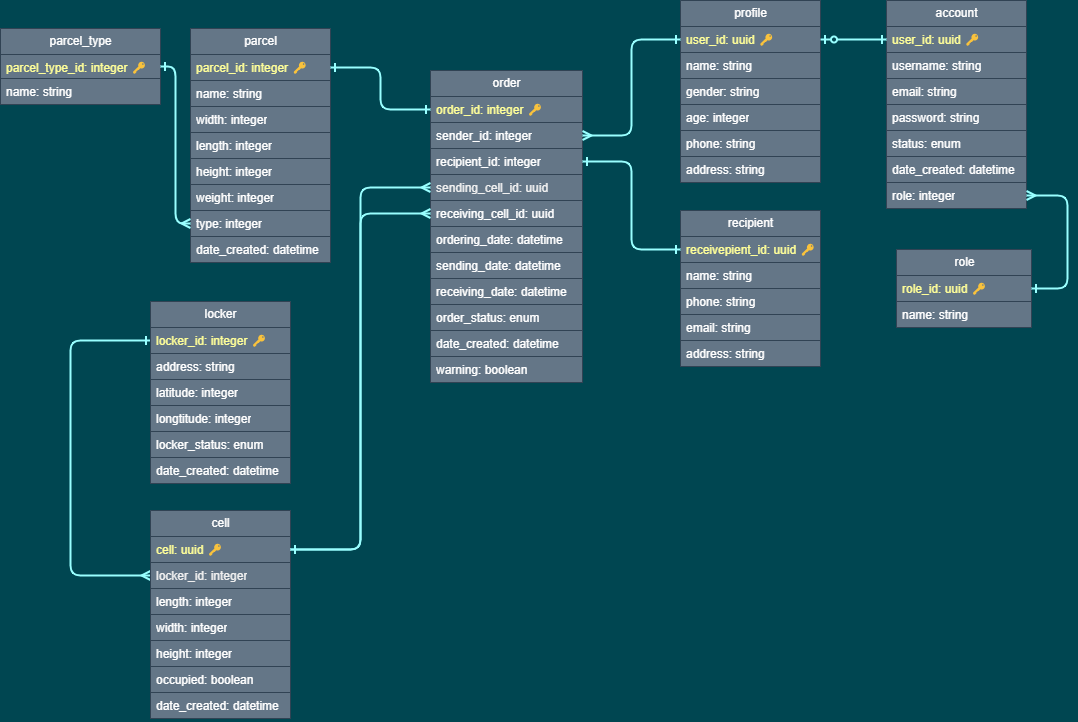 parcel_type
parcel_type_id: integer 🔑
name: string
parcel
parcel_id: integer 🔑
name: string
width: integer
length: integer
height: integer
weight: integer
type: integer
date_created: datetime
order
order_id: integer 🔑
sender_id: integer
recipient_id: integer
sending_cell_id: uuid
receiving_cell_id: uuid
ordering_date: datetime
sending_date: datetime
receiving_date: datetime
order_status: enum
date_created: datetime
warning: boolean
profile
user_id: uuid 🔑
name: string
gender: string
age: integer
phone: string
address: string
account
user_id: uuid 🔑
username: string
email: string
password: string
status: enum
date_created: datetime
role: integer
recipient
receivepient_id: uuid 🔑
name: string
phone: string
email: string
address: string
role
role_id: uuid 🔑
name: string
locker
locker_id: integer 🔑
address: string
latitude: integer
longtitude: integer
locker_status: enum
date_created: datetime
cell
cell: uuid 🔑
locker_id: integer
length: integer
width: integer
height: integer
occupied: boolean
date_created: datetime